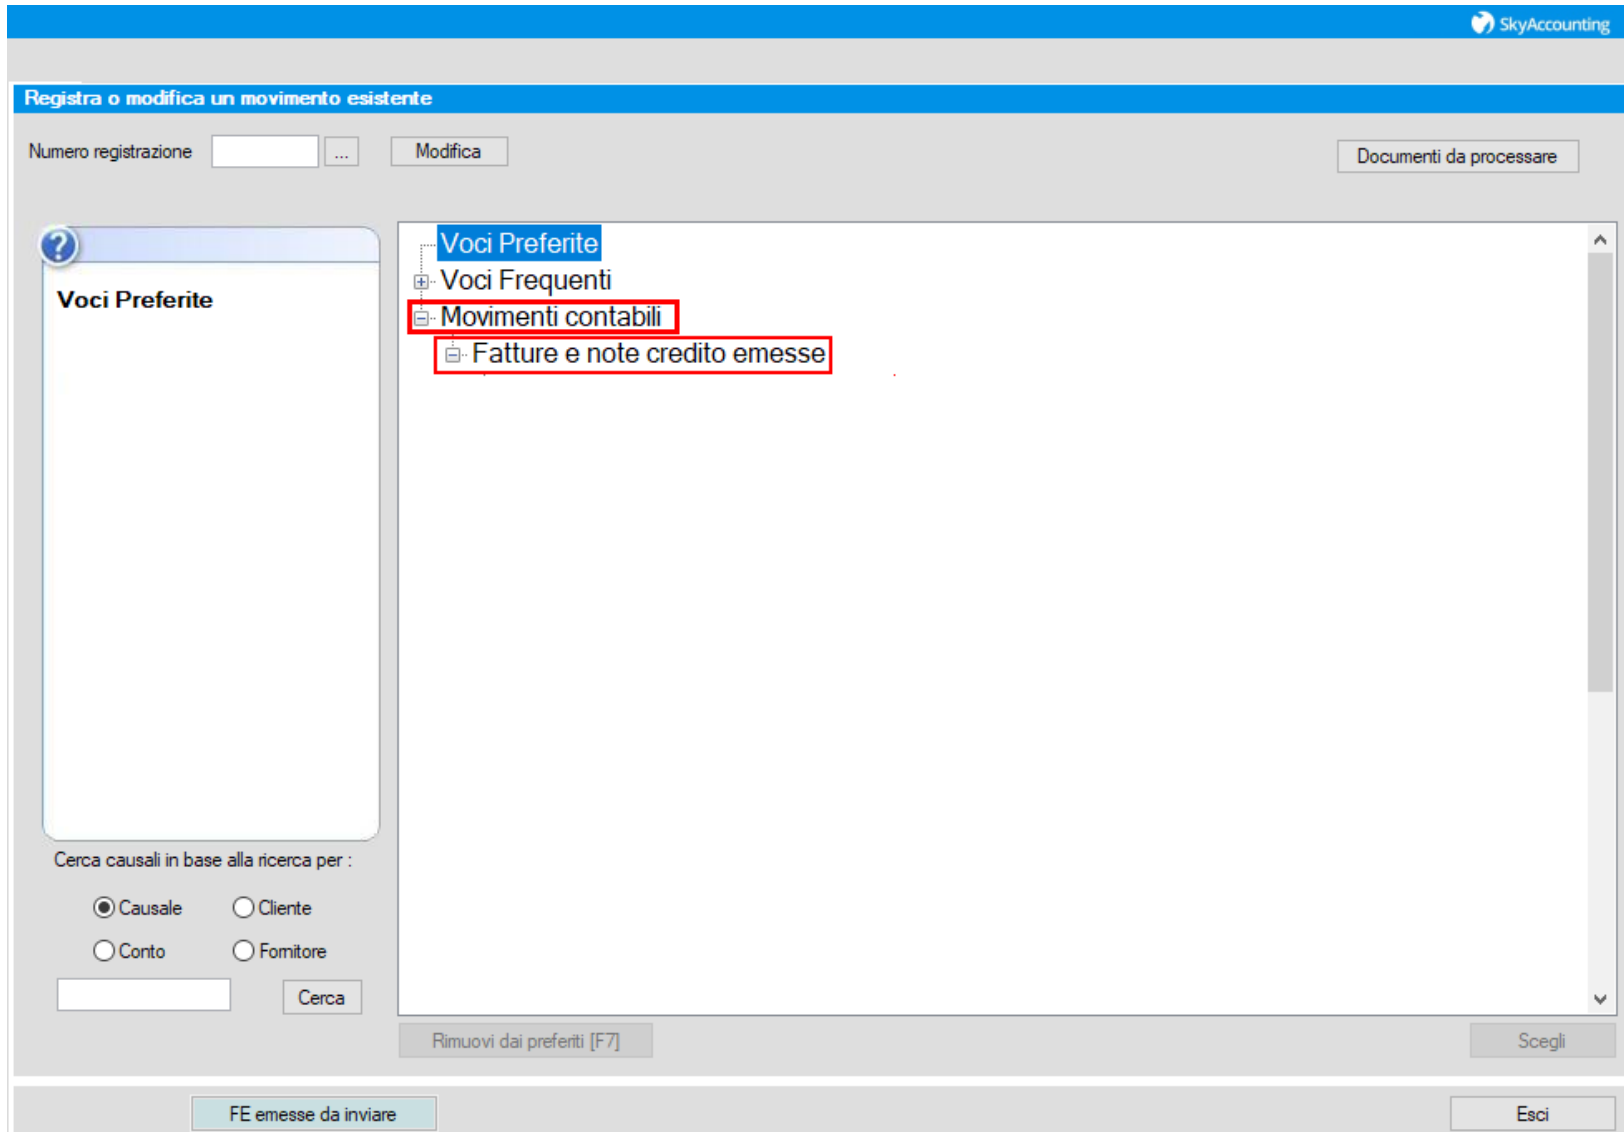 SkyAccounting
Registra o modifica un movimento esistente
Numero registrazione ... Modifica Documenti da processare
? Voci Preferite
Voci Preferite
Voci Frequenti
Movimenti contabili
Fatture e note credito emesse
Cerca causali in base alla ricerca per :
Causale Cliente
Conto Fornitore
Cerca
Rimuovi dai preferiti [F7] Scegli
FE emesse da inviare Esci